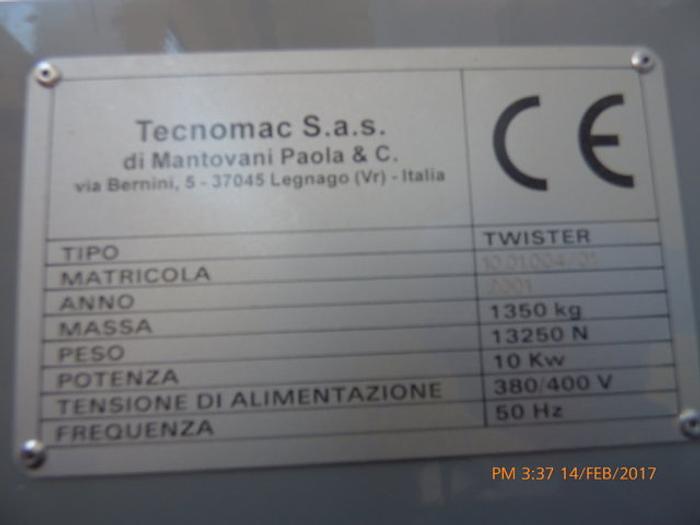 Tecnomac S.a.s.
di Mantovani Paola & C.
via Bernini, 5 - 37045 Legnago (Vr) - Italia
CE
TIPO TWISTER
MATRICOLA
ANNO 2001
MASSA 1350 kg
PESO 13250 N
POTENZA 10 Kw
TENSIONE DI ALIMENTAZIONE 380/400 V
FREQUENZA 50 Hz
PM 3:37 14/FEB/2017